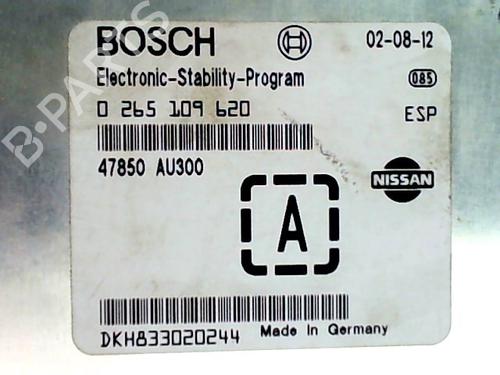 BOSCH
02-08-12
Electronic-Stability-Program
085
0 265 109 620
ESP
47850 AU300
NISSAN
A
DKH833020244 Made In Germany
B-PARTS